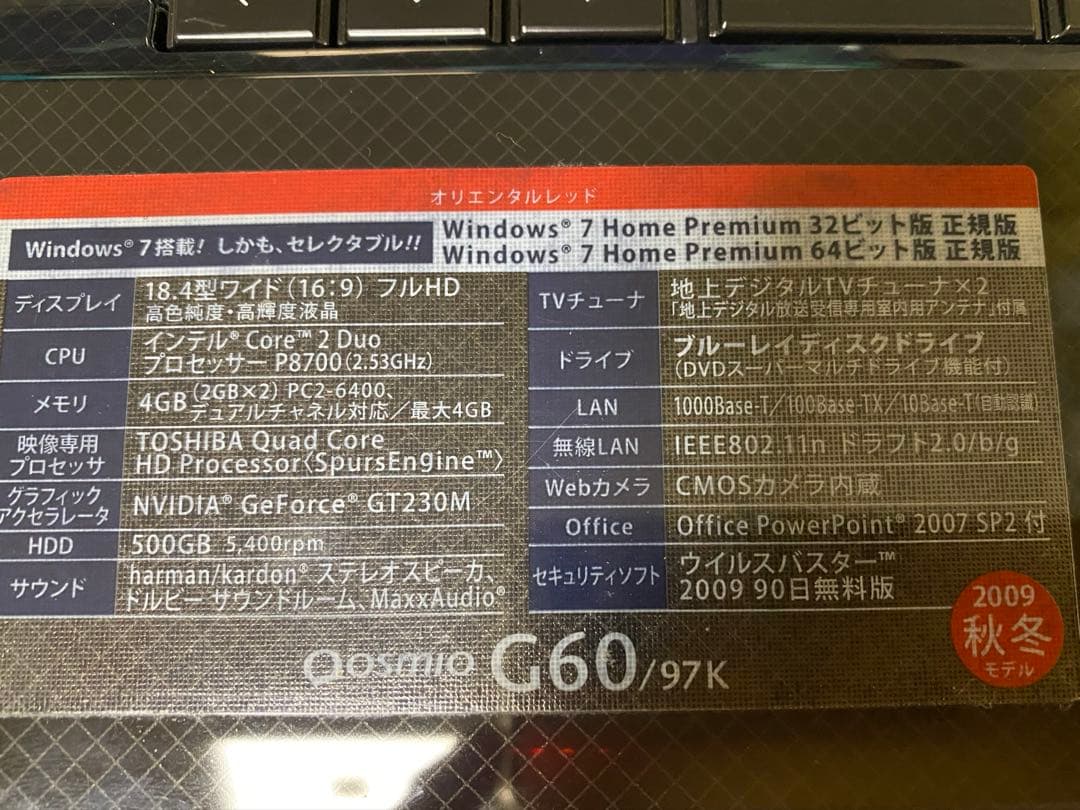 オリエンタルレッド
Windows® 7搭載! しかも、セレクタブル!!
Windows® 7 Home Premium 32ビット版 正規版
Windows® 7 Home Premium 64ビット版 正規版
ディスプレイ
18.4型ワイド(16:9) フルHD
高色純度・高輝度液晶
CPU
インテル® Core™ 2 Duo
プロセッサー P8700(2.53GHz)
メモリ
4GB(2GB×2) PC2-6400、
デュアルチャネル対応/最大4GB
映像専用
プロセッサ
TOSHIBA Quad Core
HD Processor〈SpursEngine™〉
グラフィック
アクセラレータ
NVIDIA® GeForce® GT230M
HDD
500GB 5,400rpm
サウンド
harman/kardon® ステレオスピーカ、
ドルビー サウンドルーム、MaxxAudio®
TVチューナ
地上デジタルTVチューナ×2
「地上デジタル放送受信専用室内用アンテナ」付属
ドライブ
ブルーレイディスクドライブ
(DVDスーパーマルチドライブ機能付)
LAN
1000Base-T/100Base TX/10Base-T(自動認識)
無線LAN
IEEE802.11n ドラフト2.0/b/g
Webカメラ
CMOSカメラ内蔵
Office
Office PowerPoint® 2007 SP2 付
セキュリティソフト
ウイルスバスター™
2009 90日無料版
Qosmio G60/97K
2009
秋冬
モデル